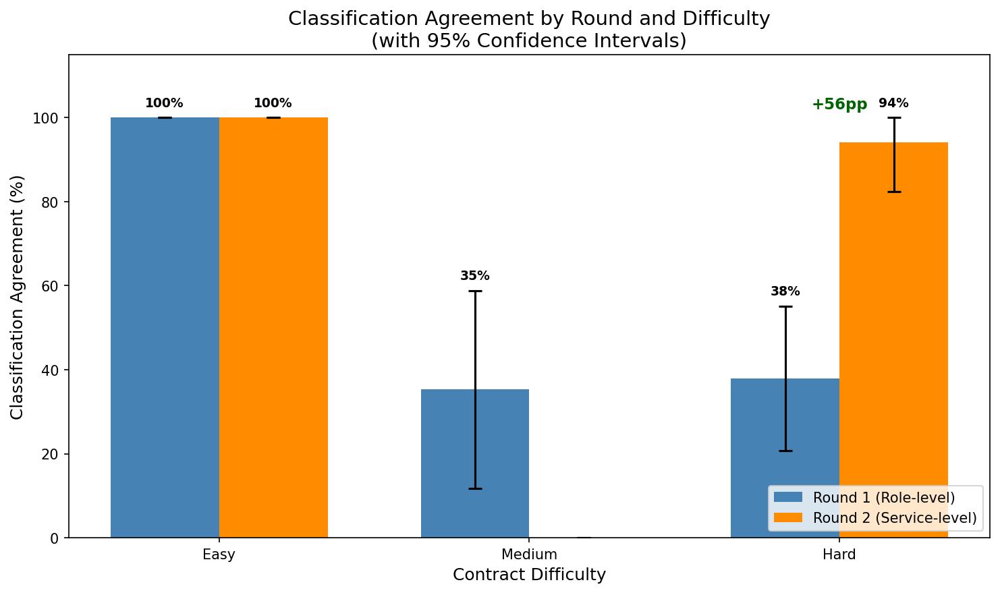 Classification Agreement by Round and Difficulty
(with 95% Confidence Intervals)
Classification Agreement (%)
100
80
60
40
20
0
100%
100%
35%
38%
+56pp
94%
Easy
Medium
Hard
Contract Difficulty
Round 1 (Role-level)
Round 2 (Service-level)